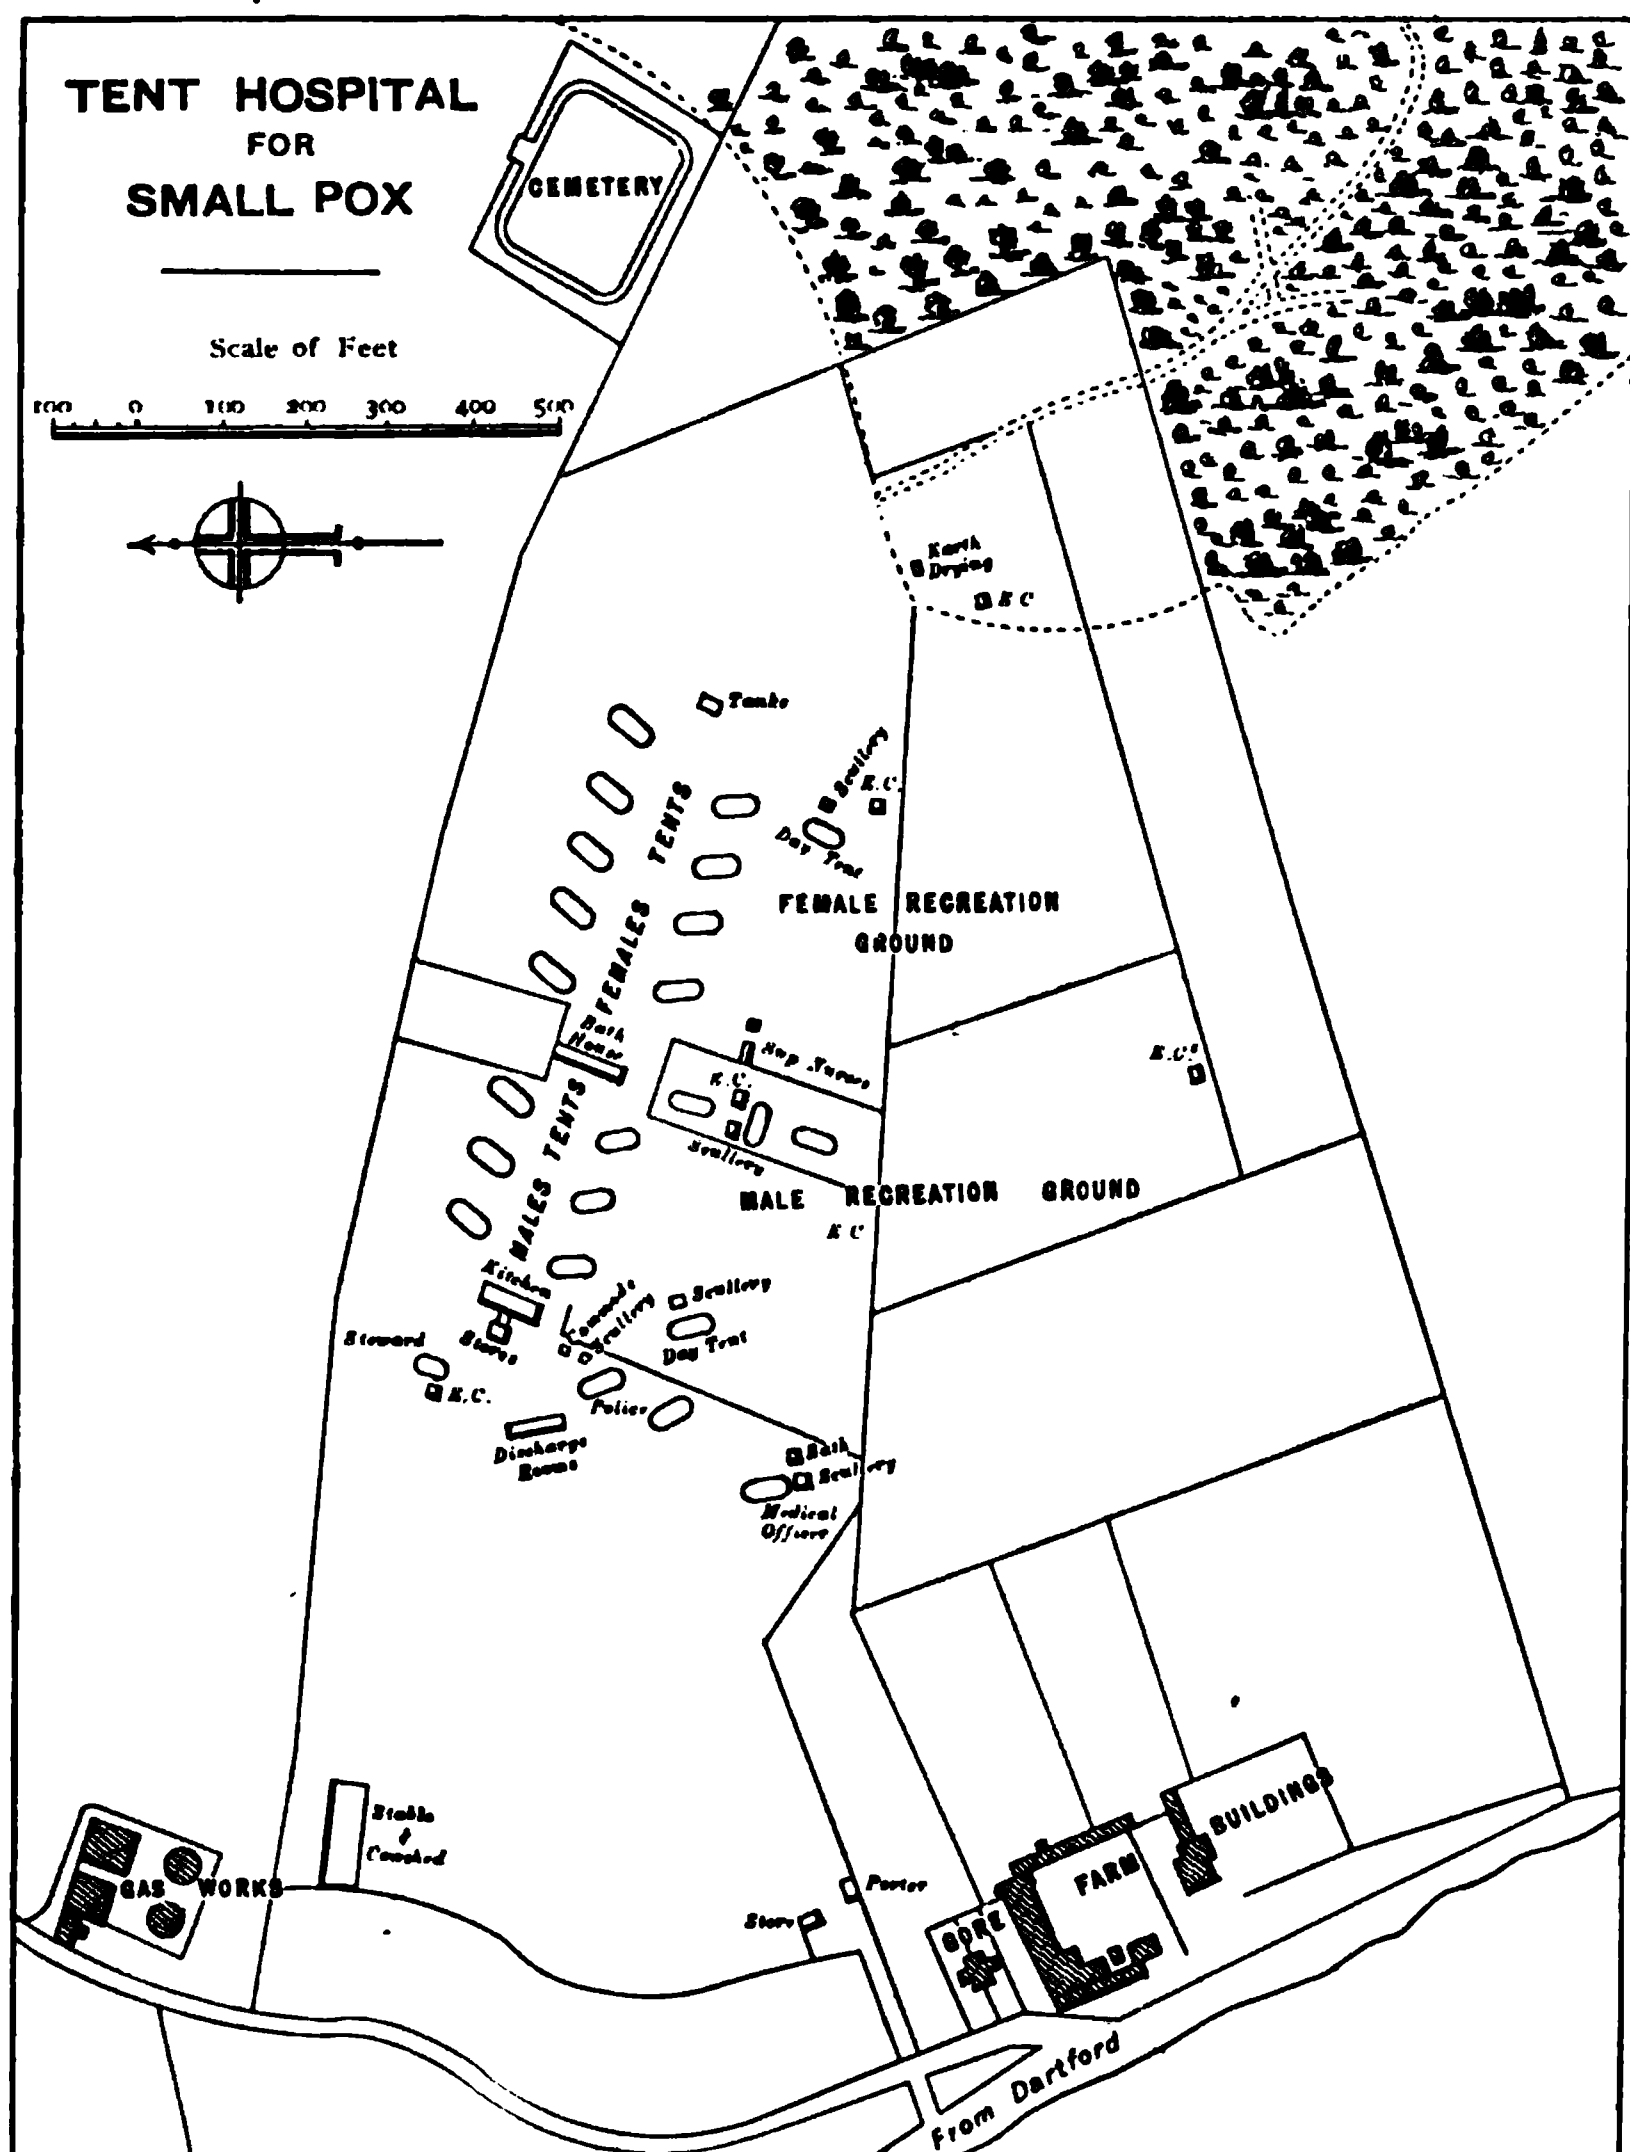 TENT HOSPITAL
FOR
SMALL POX
CEMETERY
Scale of Feet
100 0 100 200 300 400 500
Earth
Drying
E C
Tanks
Scullery
E.C.
Day Tent
FEMALES TENTS
FEMALE RECREATION
GROUND
Bath
House
Sup Nurses
E.C.
Scullery
E.C.s
MALES TENTS
MALE RECREATION GROUND
E C
Kitchen
Stores
Steward
E.C.
Scullery
Scullery
Day Tent
Police
Discharge
Rooms
Bath
Scullery
Medical
Officers
Stable
&
Cowshed
GAS WORKS
Porter
Store
GORE
FARM
BUILDINGS
From Dartford